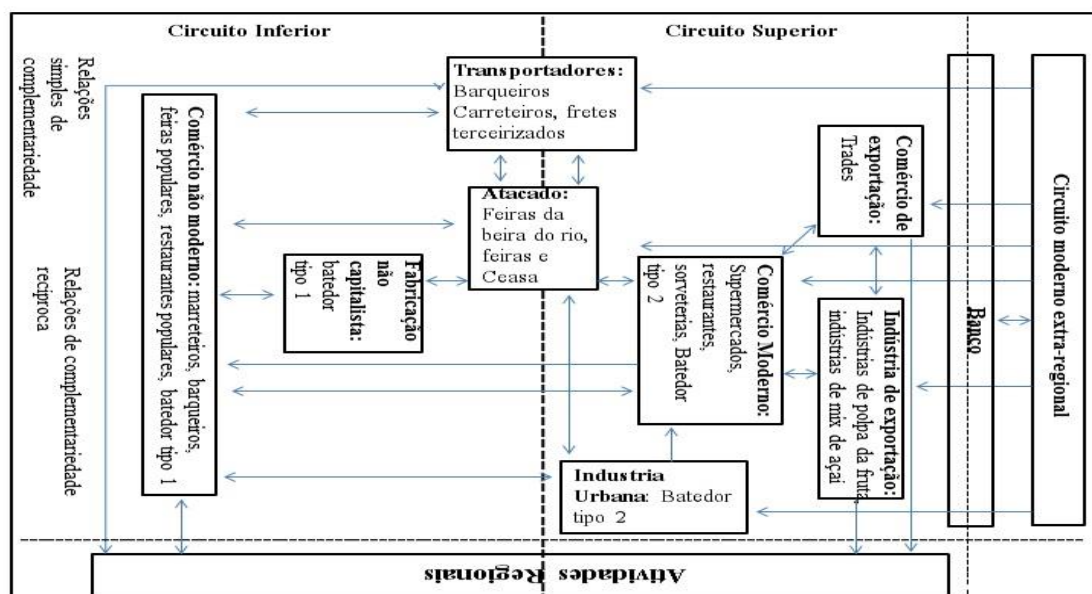 Circuito Inferior
Circuito Superior
Relações
simples de
complementariedade
Relações de complementariedade
reciproca
Comércio não moderno: marreteiros, barqueiros,
feiras populares, restaurantes populares, batedor tipo 1
Transportadores:
Barqueiros
Carreteiros, fretes
terceirizados
Atacado:
Feiras da
beira do rio,
feiras e
Ceasa
Fabricação
não
capitalista:
batedor
tipo 1
Comércio de
exportação:
Trades
Comércio Moderno:
Supermercados,
restaurantes,
sorveterias, Batedor
tipo 2
Indústria de exportação:
Indústrias de polpa da fruta,
indústrias de mix de açai
Industria
Urbana: Batedor
tipo 2
Banco
Circuito moderno extra-regional
Atividades Regionais